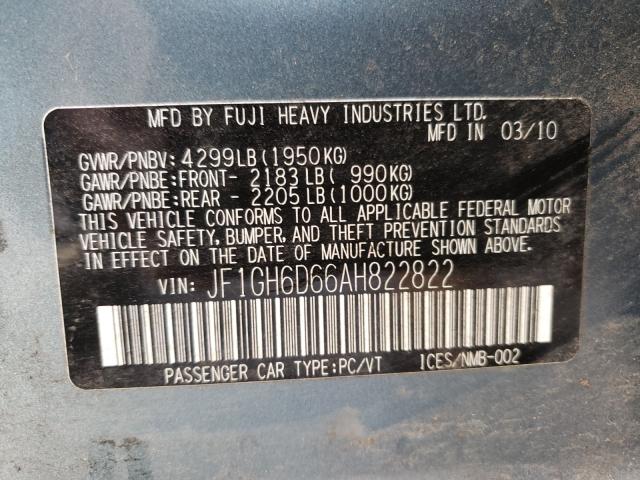 MFD BY FUJI HEAVY INDUSTRIES LTD.
MFD IN 03/10
GVWR/PNBV: 4299LB(1950KG)
GAWR/PNBE:FRONT- 2183LB( 990KG)
GAWR/PNBE:REAR - 2205LB(1000KG)
THIS VEHICLE CONFORMS TO ALL APPLICABLE FEDERAL MOTOR
VEHICLE SAFETY, BUMPER, AND THEFT PREVENTION STANDARDS
IN EFFECT ON THE DATE OF MANUFACTURE SHOWN ABOVE.
VIN: JF1GH6D66AH822822
PASSENGER CAR TYPE:PC/VT ICES/NMB-002